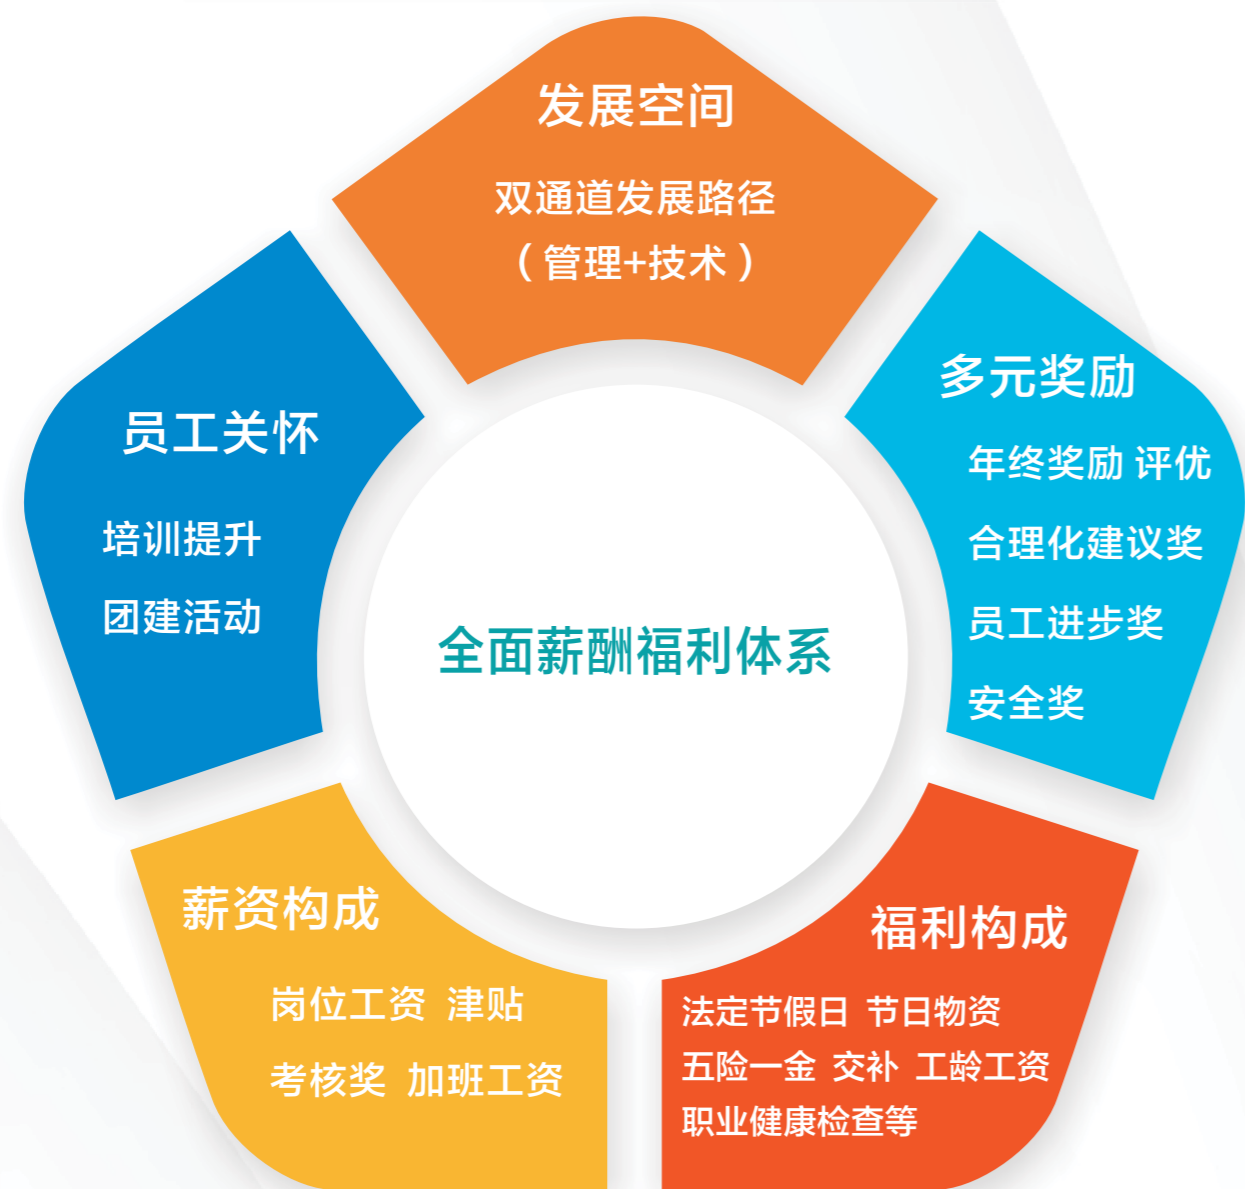 发展空间
双通道发展路径
（管理+技术）
多元奖励
年终奖励 评优
合理化建议奖
员工进步奖
安全奖
员工关怀
培训提升
团建活动
全面薪酬福利体系
薪资构成
岗位工资 津贴
考核奖 加班工资
福利构成
法定节假日 节日物资
五险一金 交补 工龄工资
职业健康检查等